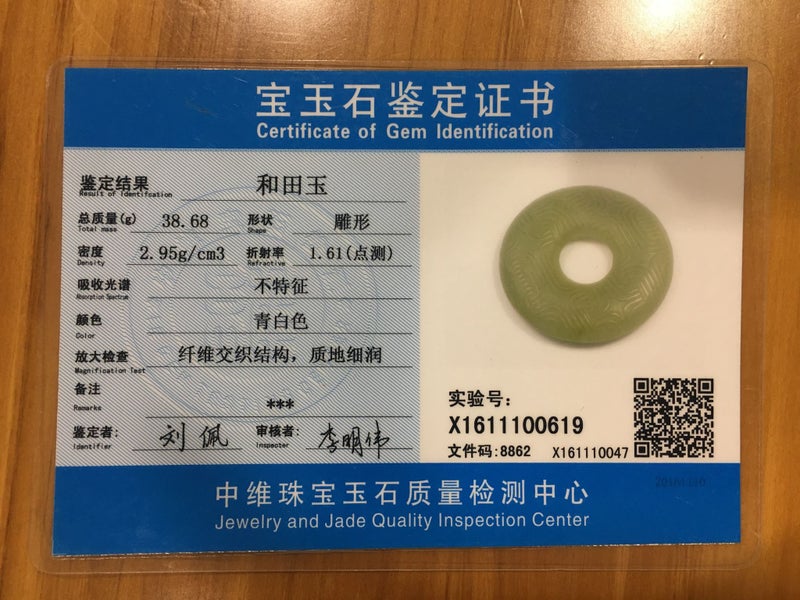 宝玉石鉴定证书
Certificate of Gem Identification
鉴定结果 和田玉
Result of Identifcation
总质量(g) 38.68 形状 雕形
Total mass Shape
密度 2.95g/cm3 折射率 1.61(点测)
Density Refractive
吸收光谱 不特征
Absorption Spectrum
颜色 青白色
Color
放大检查 纤维交织结构，质地细润
Magnification Test
备注
Remarks ***
鉴定者: 刘佩 审核者: 李明伟
Identifier Inspecter
实验号:
X1611100619
文件码:8862 X161110047
中维珠宝玉石质量检测中心
Jewelry and Jade Quality Inspection Center